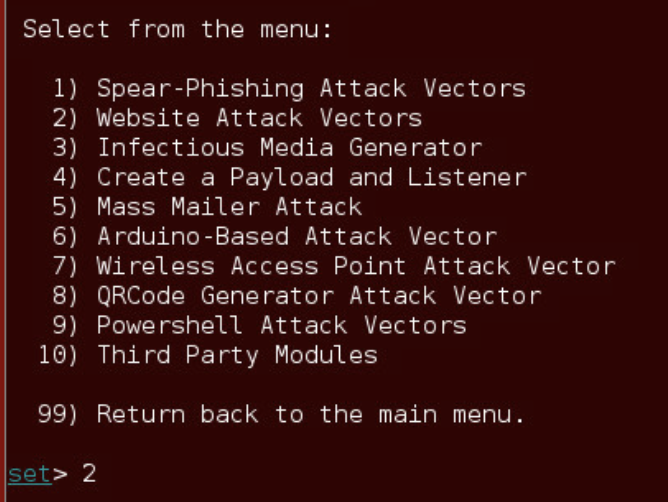 Select from the menu:
1) Spear-Phishing Attack Vectors
2) Website Attack Vectors
3) Infectious Media Generator
4) Create a Payload and Listener
5) Mass Mailer Attack
6) Arduino-Based Attack Vector
7) Wireless Access Point Attack Vector
8) QRCode Generator Attack Vector
9) Powershell Attack Vectors
10) Third Party Modules
99) Return back to the main menu.
set> 2